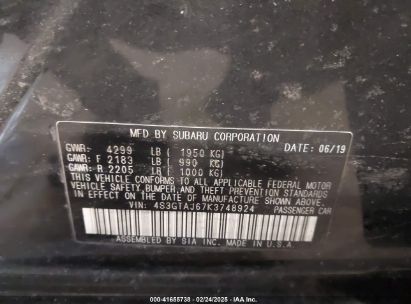 MFD. BY SUBARU CORPORATION DATE: 06/19
GVWR: 4299 LB ( 1950 KG)
GAWR: F 2183 LB ( 990 KG)
GAWR: R 2205 LB ( 1000 KG)
THIS VEHICLE CONFORMS TO ALL APPLICABLE FEDERAL MOTOR
VEHICLE SAFETY, BUMPER, AND THEFT PREVENTION STANDARDS
IN EFFECT ON THE DATE OF MANUFACTURE SHOWN ABOVE.
VIN: 4S3GTAJ67K3748924 PASSENGER CAR
ASSEMBLED BY SIA INC. MADE IN U.S.A.
000-41655738 - 02/24/2025 - IAAI Inc.